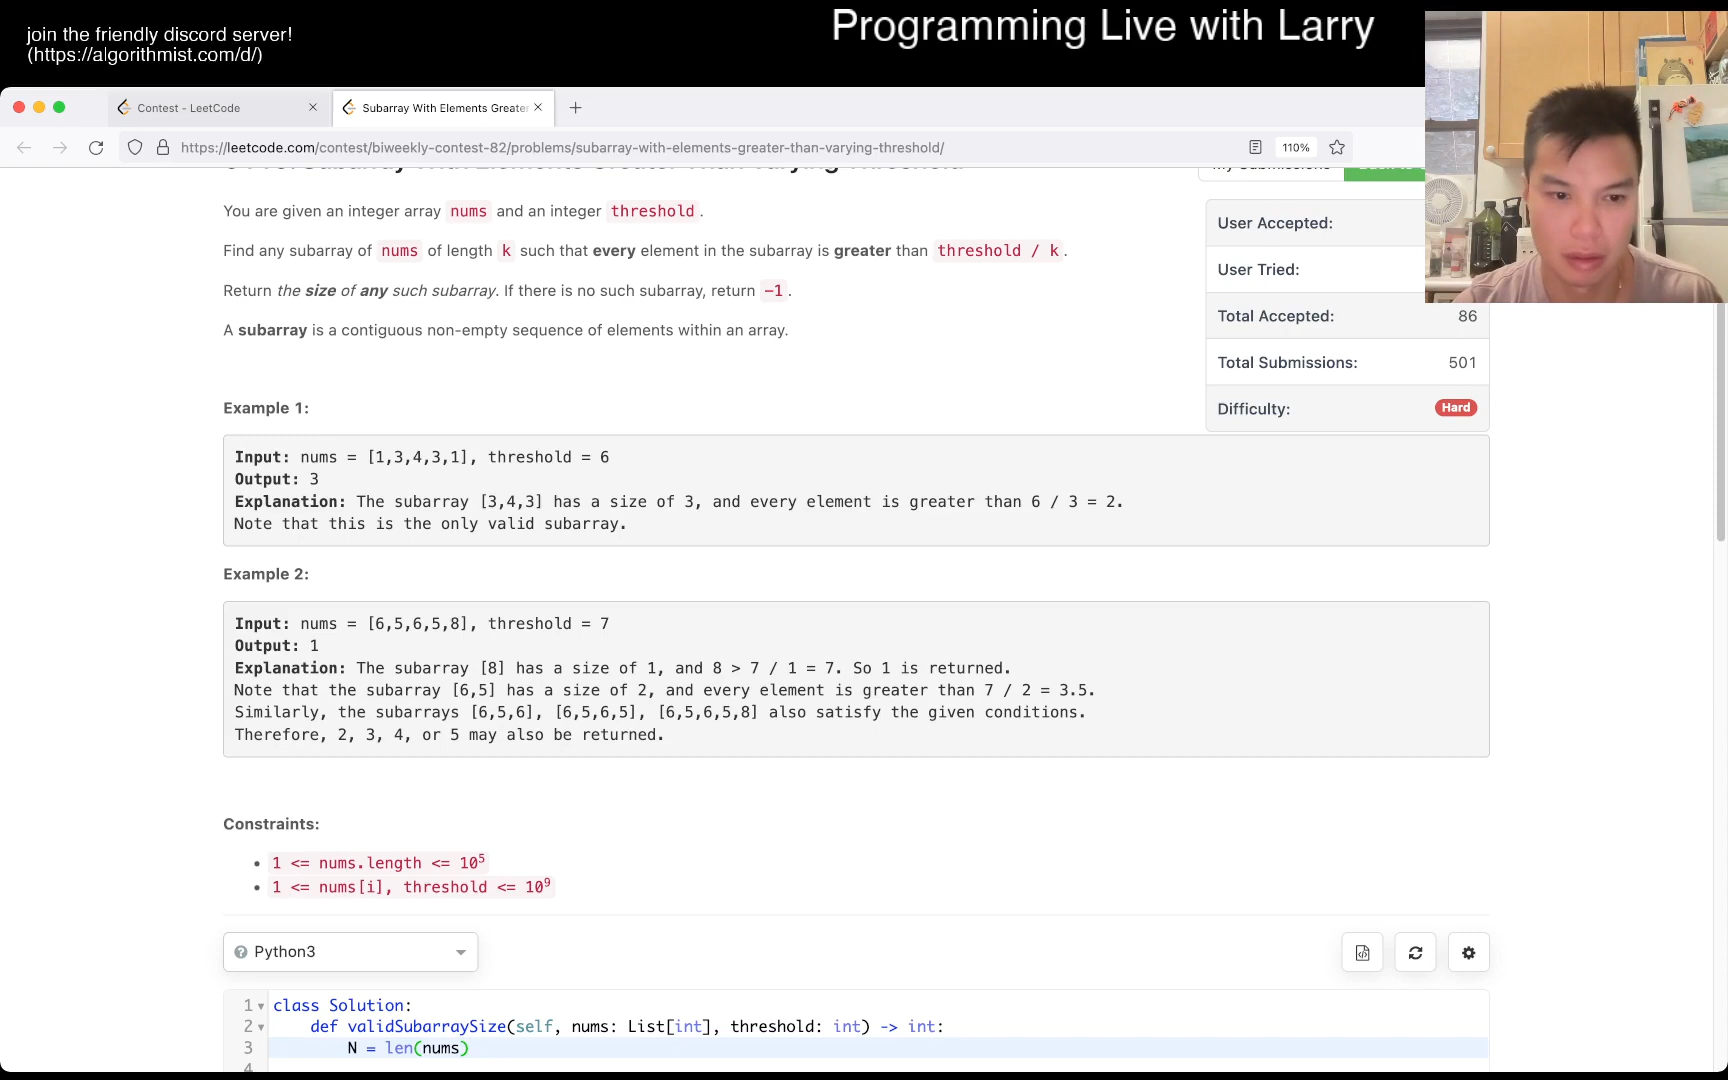 join the friendly discord server!
(https://algorithmist.com/d/)
Programming Live with Larry
Contest - LeetCode
Subarray With Elements Greater
https://leetcode.com/contest/biweekly-contest-82/problems/subarray-with-elements-greater-than-varying-threshold/
110%
Subarray With Elements Greater Than Varying Threshold
My Submissions
You are given an integer array nums and an integer threshold.
Find any subarray of nums of length k such that every element in the subarray is greater than threshold / k.
Return the size of any such subarray. If there is no such subarray, return -1.
A subarray is a contiguous non-empty sequence of elements within an array.
User Accepted:
User Tried:
Total Accepted: 86
Total Submissions: 501
Difficulty: Hard
Example 1:
Input: nums = [1,3,4,3,1], threshold = 6
Output: 3
Explanation: The subarray [3,4,3] has a size of 3, and every element is greater than 6 / 3 = 2.
Note that this is the only valid subarray.
Example 2:
Input: nums = [6,5,6,5,8], threshold = 7
Output: 1
Explanation: The subarray [8] has a size of 1, and 8 > 7 / 1 = 7. So 1 is returned.
Note that the subarray [6,5] has a size of 2, and every element is greater than 7 / 2 = 3.5.
Similarly, the subarrays [6,5,6], [6,5,6,5], [6,5,6,5,8] also satisfy the given conditions.
Therefore, 2, 3, 4, or 5 may also be returned.
Constraints:
• 1 <= nums.length <= 10⁵
• 1 <= nums[i], threshold <= 10⁹
Python3
1 class Solution:
2 def validSubarraySize(self, nums: List[int], threshold: int) -> int:
3 N = len(nums)
4